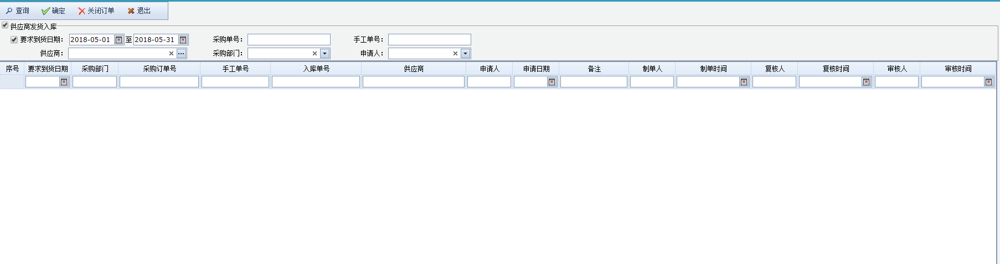 查询 确定 关闭订单 退出
供应商发货入库
要求到货日期： 2018-05-01 至 2018-05-31 采购单号： 手工单号：
供应商： 采购部门： 申请人：
序号 要求到货日期 采购部门 采购订单号 手工单号 入库单号 供应商 申请人 申请日期 备注 制单人 制单时间 复核人 复核时间 审核人 审核时间